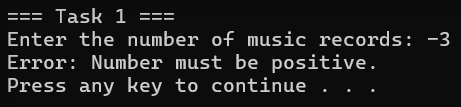 === Task 1 ===
Enter the number of music records: -3
Error: Number must be positive.
Press any key to continue . . .